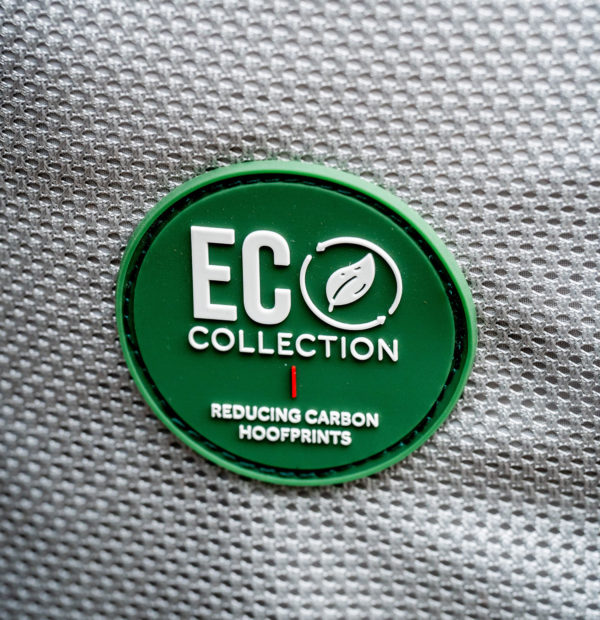 ECO
COLLECTION
REDUCING CARBON
HOOFPRINTS